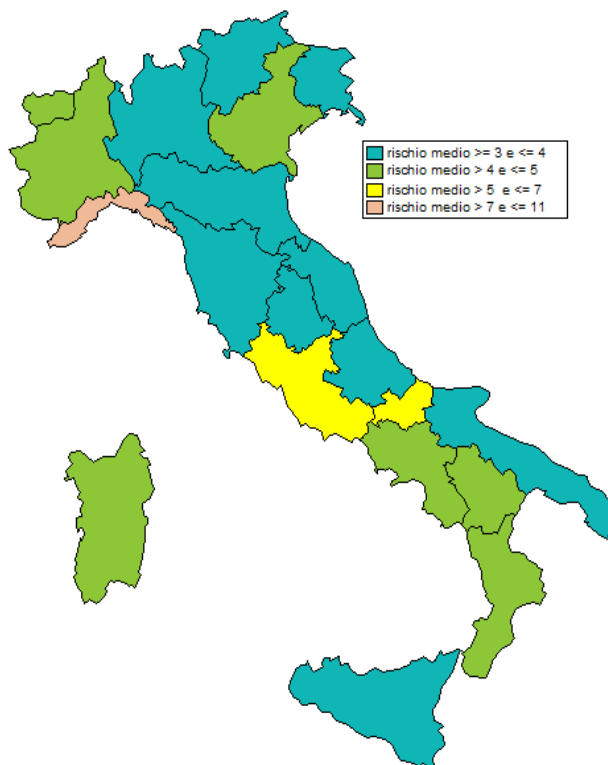 rischio medio >= 3 e <= 4
rischio medio > 4 e <= 5
rischio medio > 5 e <= 7
rischio medio > 7 e <= 11